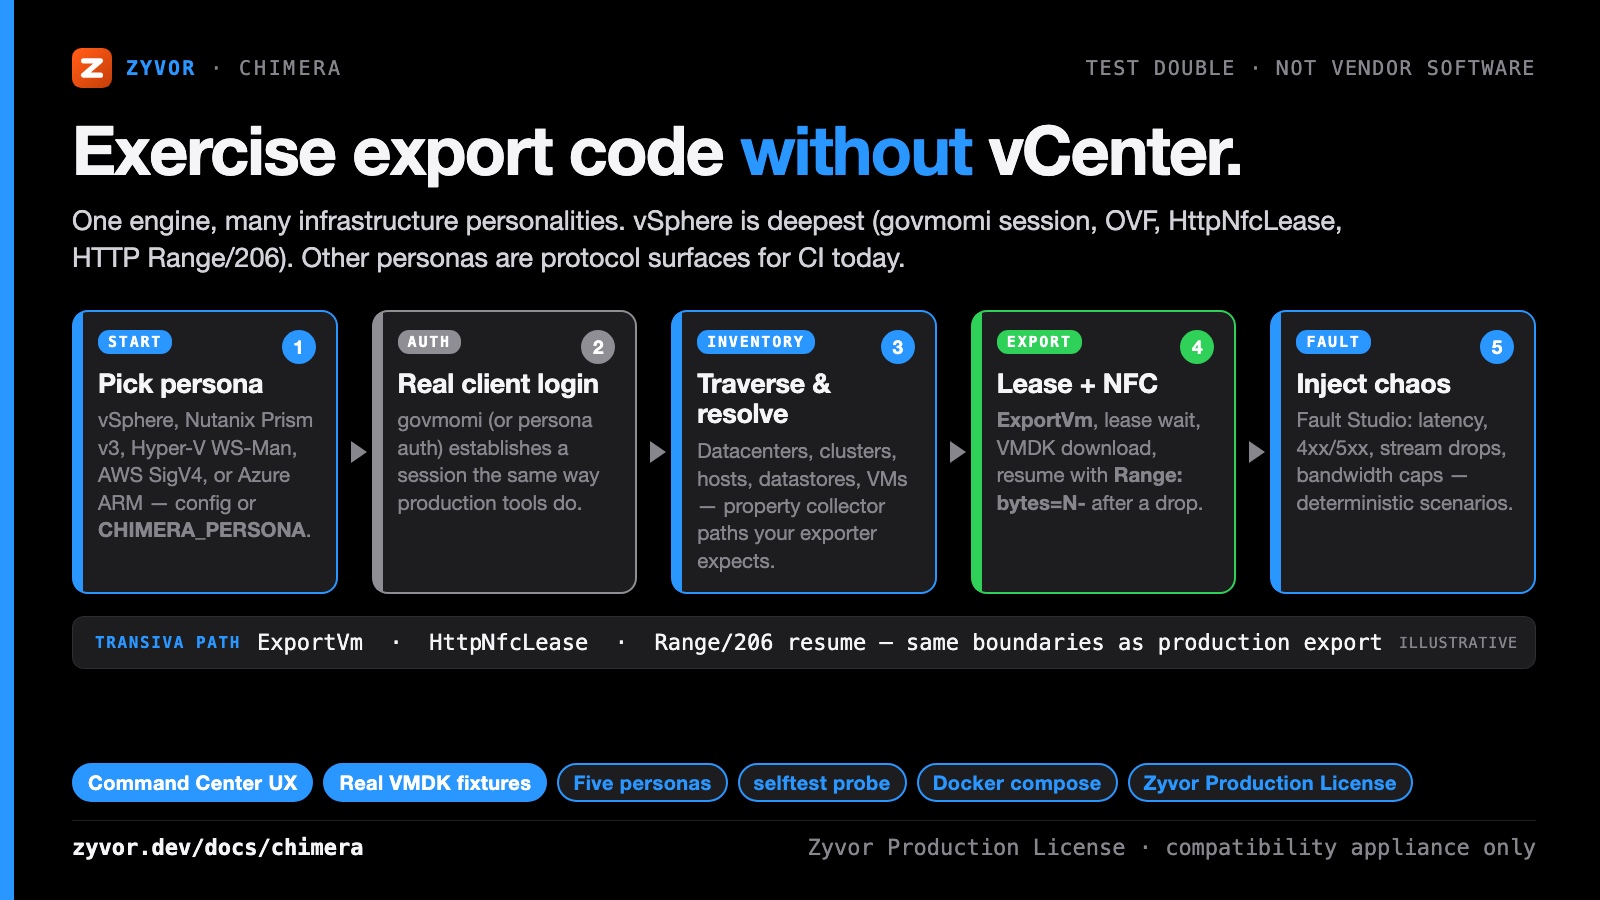 ZYVOR · CHIMERA
TEST DOUBLE · NOT VENDOR SOFTWARE
Exercise export code without vCenter.
One engine, many infrastructure personalities. vSphere is deepest (govmomi session, OVF, HttpNfcLease,
HTTP Range/206). Other personas are protocol surfaces for CI today.
START
1
Pick persona
vSphere, Nutanix Prism
v3, Hyper-V WS-Man,
AWS SigV4, or Azure
ARM — config or
CHIMERA_PERSONA.
AUTH
2
Real client login
govmomi (or persona
auth) establishes a
session the same way
production tools do.
INVENTORY
3
Traverse &
resolve
Datacenters, clusters,
hosts, datastores, VMs
— property collector
paths your exporter
expects.
EXPORT
4
Lease + NFC
ExportVm, lease wait,
VMDK download,
resume with Range:
bytes=N- after a drop.
FAULT
5
Inject chaos
Fault Studio: latency,
4xx/5xx, stream drops,
bandwidth caps —
deterministic scenarios.
TRANSIVA PATH ExportVm · HttpNfcLease · Range/206 resume — same boundaries as production export ILLUSTRATIVE
Command Center UX
Real VMDK fixtures
Five personas
selftest probe
Docker compose
Zyvor Production License
zyvor.dev/docs/chimera
Zyvor Production License · compatibility appliance only